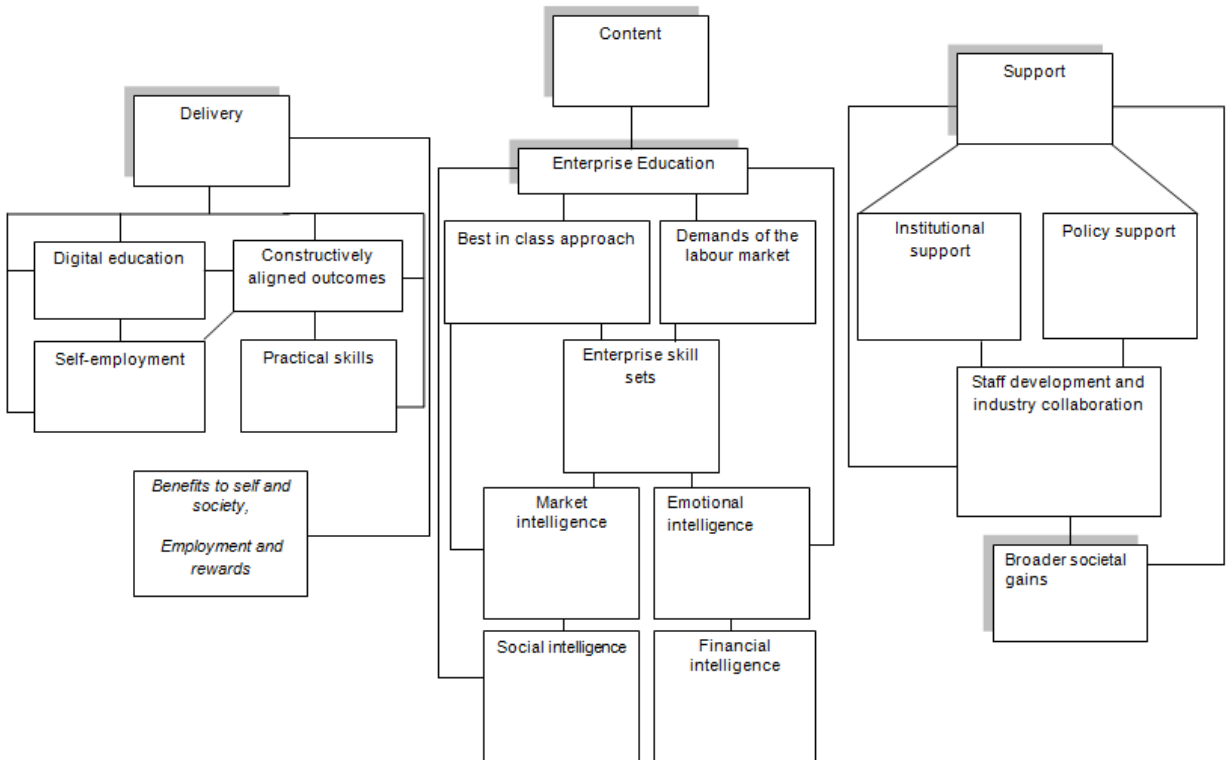 Content
Support
Delivery
Enterprise Education
Best in class approach
Demands of the
labour market
Institutional
support
Policy support
Digital education
Constructively
aligned outcomes
Self-employment
Practical skills
Enterprise skill
sets
Staff development and
industry collaboration
Benefits to self and
society,
Employment and
rewards
Market
intelligence
Emotional
intelligence
Broader societal
gains
Social intelligence
Financial
intelligence